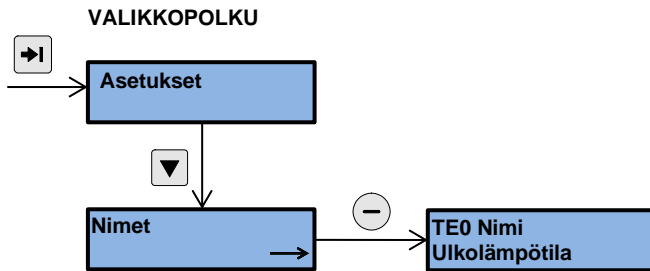 VALIKKOPOLKU
Asetukset
Nimet
TE0 Nimi
Ulkolämpötila